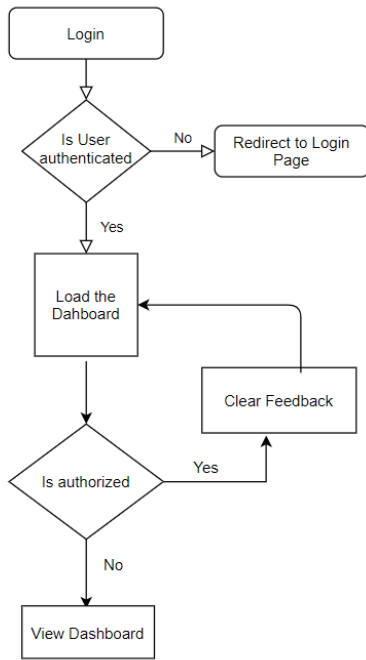 Login
Is User
authenticated
No
Redirect to Login
Page
Yes
Load the
Dahboard
Clear Feedback
Is authorized
Yes
No
View Dashboard